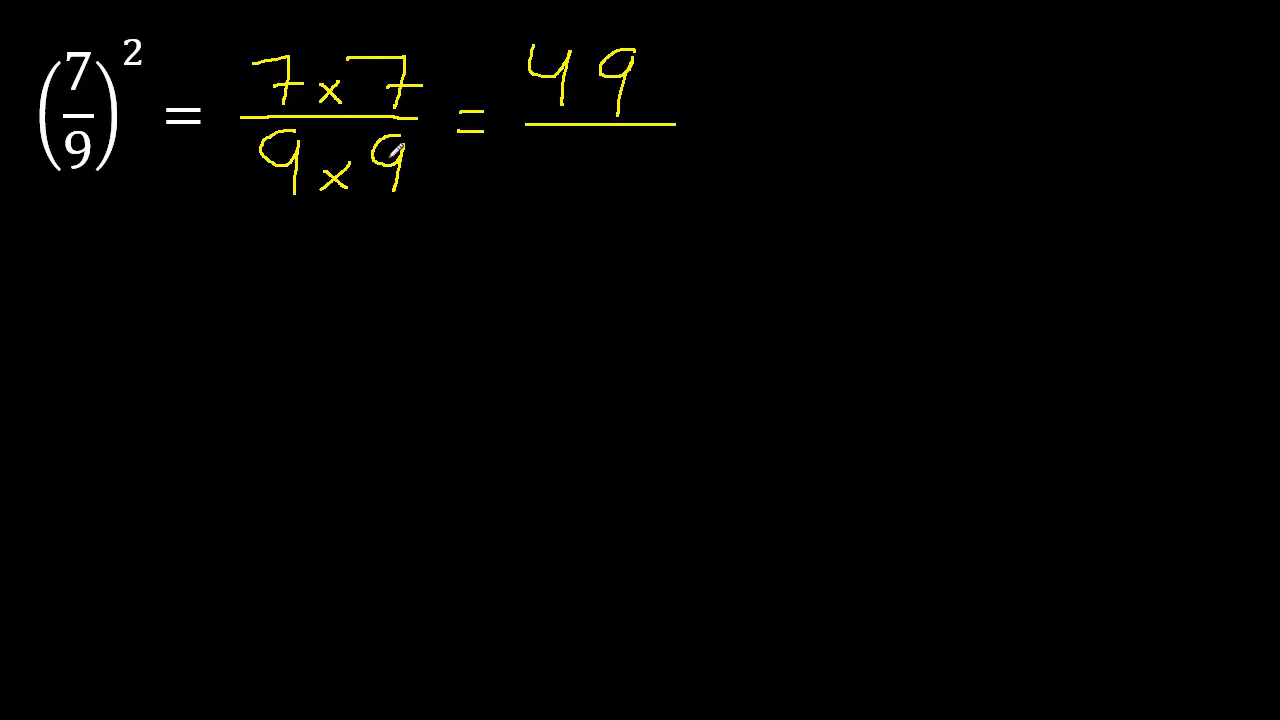 (7/9)² = 7 × 7 / 9 × 9 = 49 /